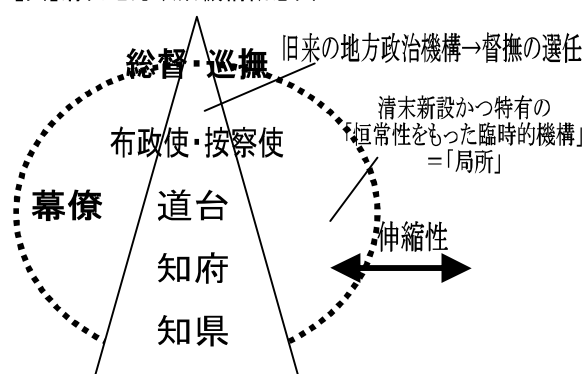 総督・巡撫
旧来の地方政治機構→督撫の選任
清末新設かつ特有の
「恒常性をもった臨時的機構」
=「局所」
布政使・按察使
幕僚
道台
伸縮性
知府
知県